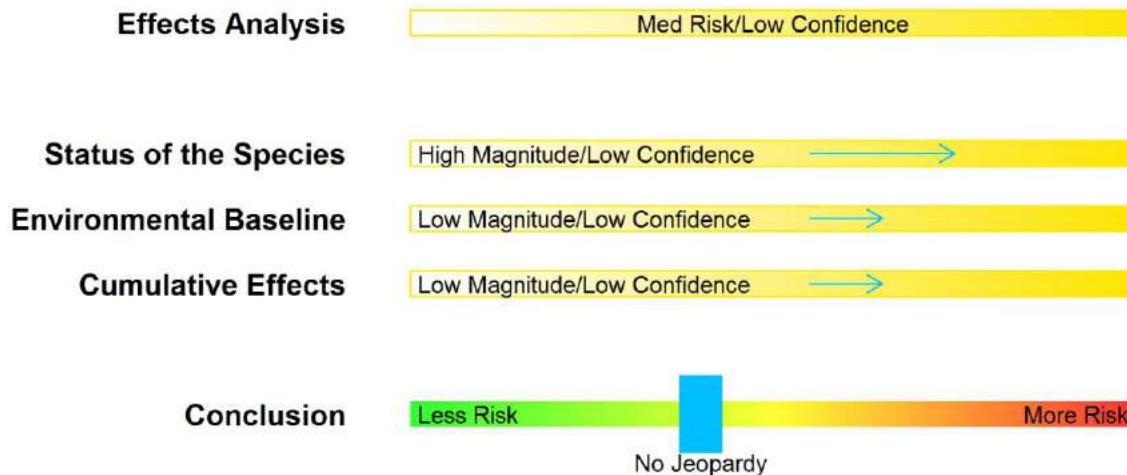 Effects Analysis
Med Risk/Low Confidence
Status of the Species
High Magnitude/Low Confidence
Environmental Baseline
Low Magnitude/Low Confidence
Cumulative Effects
Low Magnitude/Low Confidence
Conclusion
Less Risk
More Risk
No Jeopardy